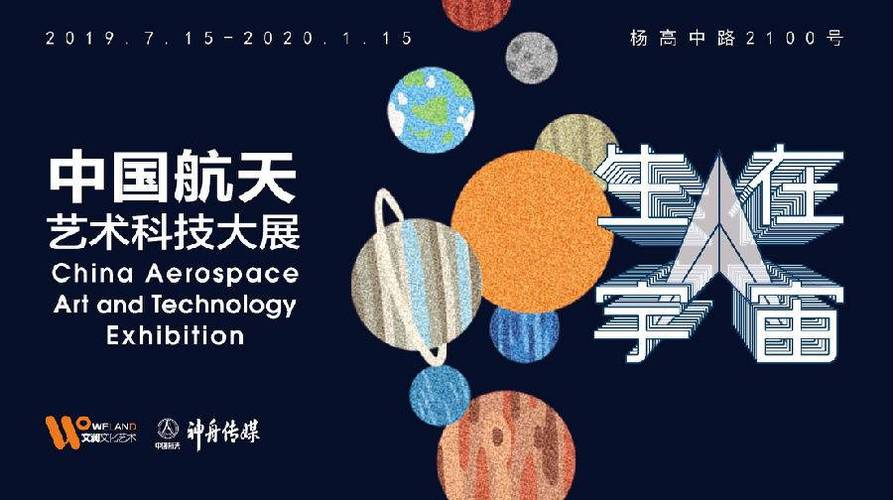 2019.7.15-2020.1.15
杨高中路2100号
中国航天
艺术科技大展
China Aerospace
Art and Technology
Exhibition
生在
宇宙
WELAND
文澜文化艺术
中国航天
神舟传媒